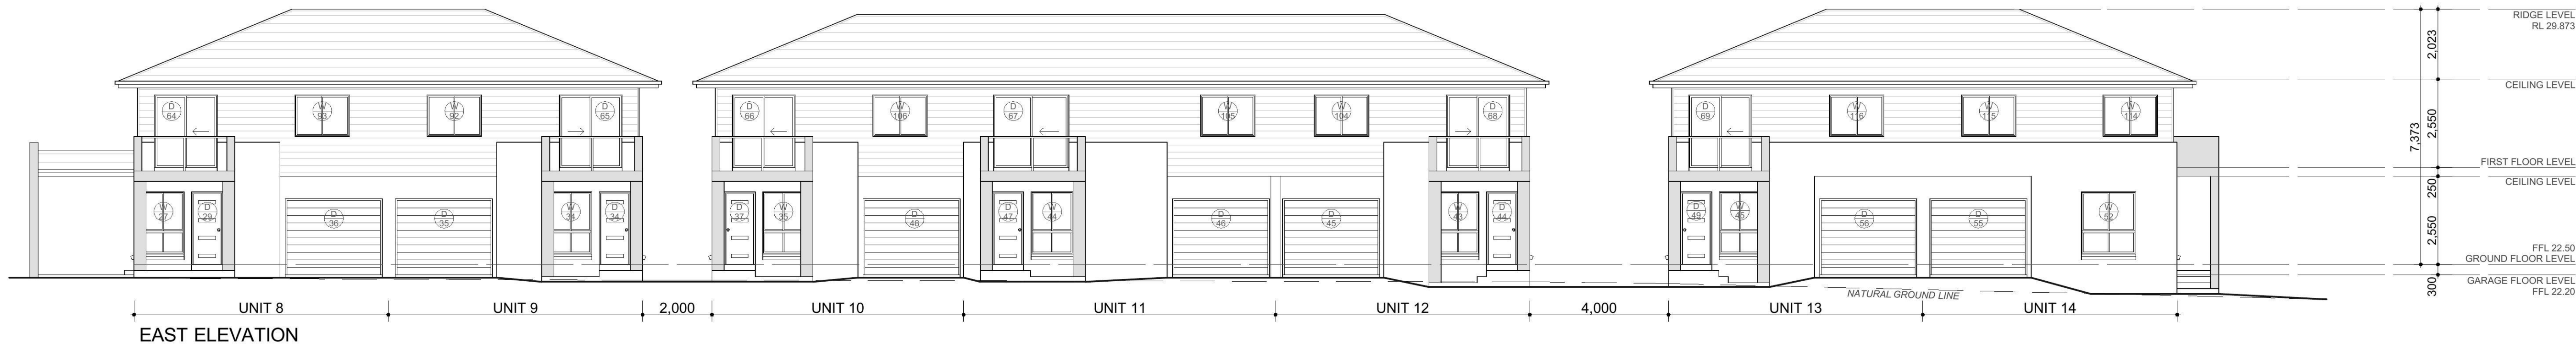 RIDGE LEVEL
RL 29.873
2,023
CEILING LEVEL
D 64
W 93
W 92
D 65
D 66
W 106
D 67
W 105
W 104
D 68
D 69
W 116
W 115
W 114
7,373
2,550
FIRST FLOOR LEVEL
250
CEILING LEVEL
W 27
D 29
D 36
D 35
W 34
D 34
D 37
W 35
D 48
D 47
W 44
D 46
D 45
W 43
D 44
D 49
W 45
D 56
D 55
W 52
2,550
FFL 22.50
GROUND FLOOR LEVEL
300
GARAGE FLOOR LEVEL
FFL 22.20
NATURAL GROUND LINE
UNIT 8
UNIT 9
2,000
UNIT 10
UNIT 11
UNIT 12
4,000
UNIT 13
UNIT 14
EAST ELEVATION